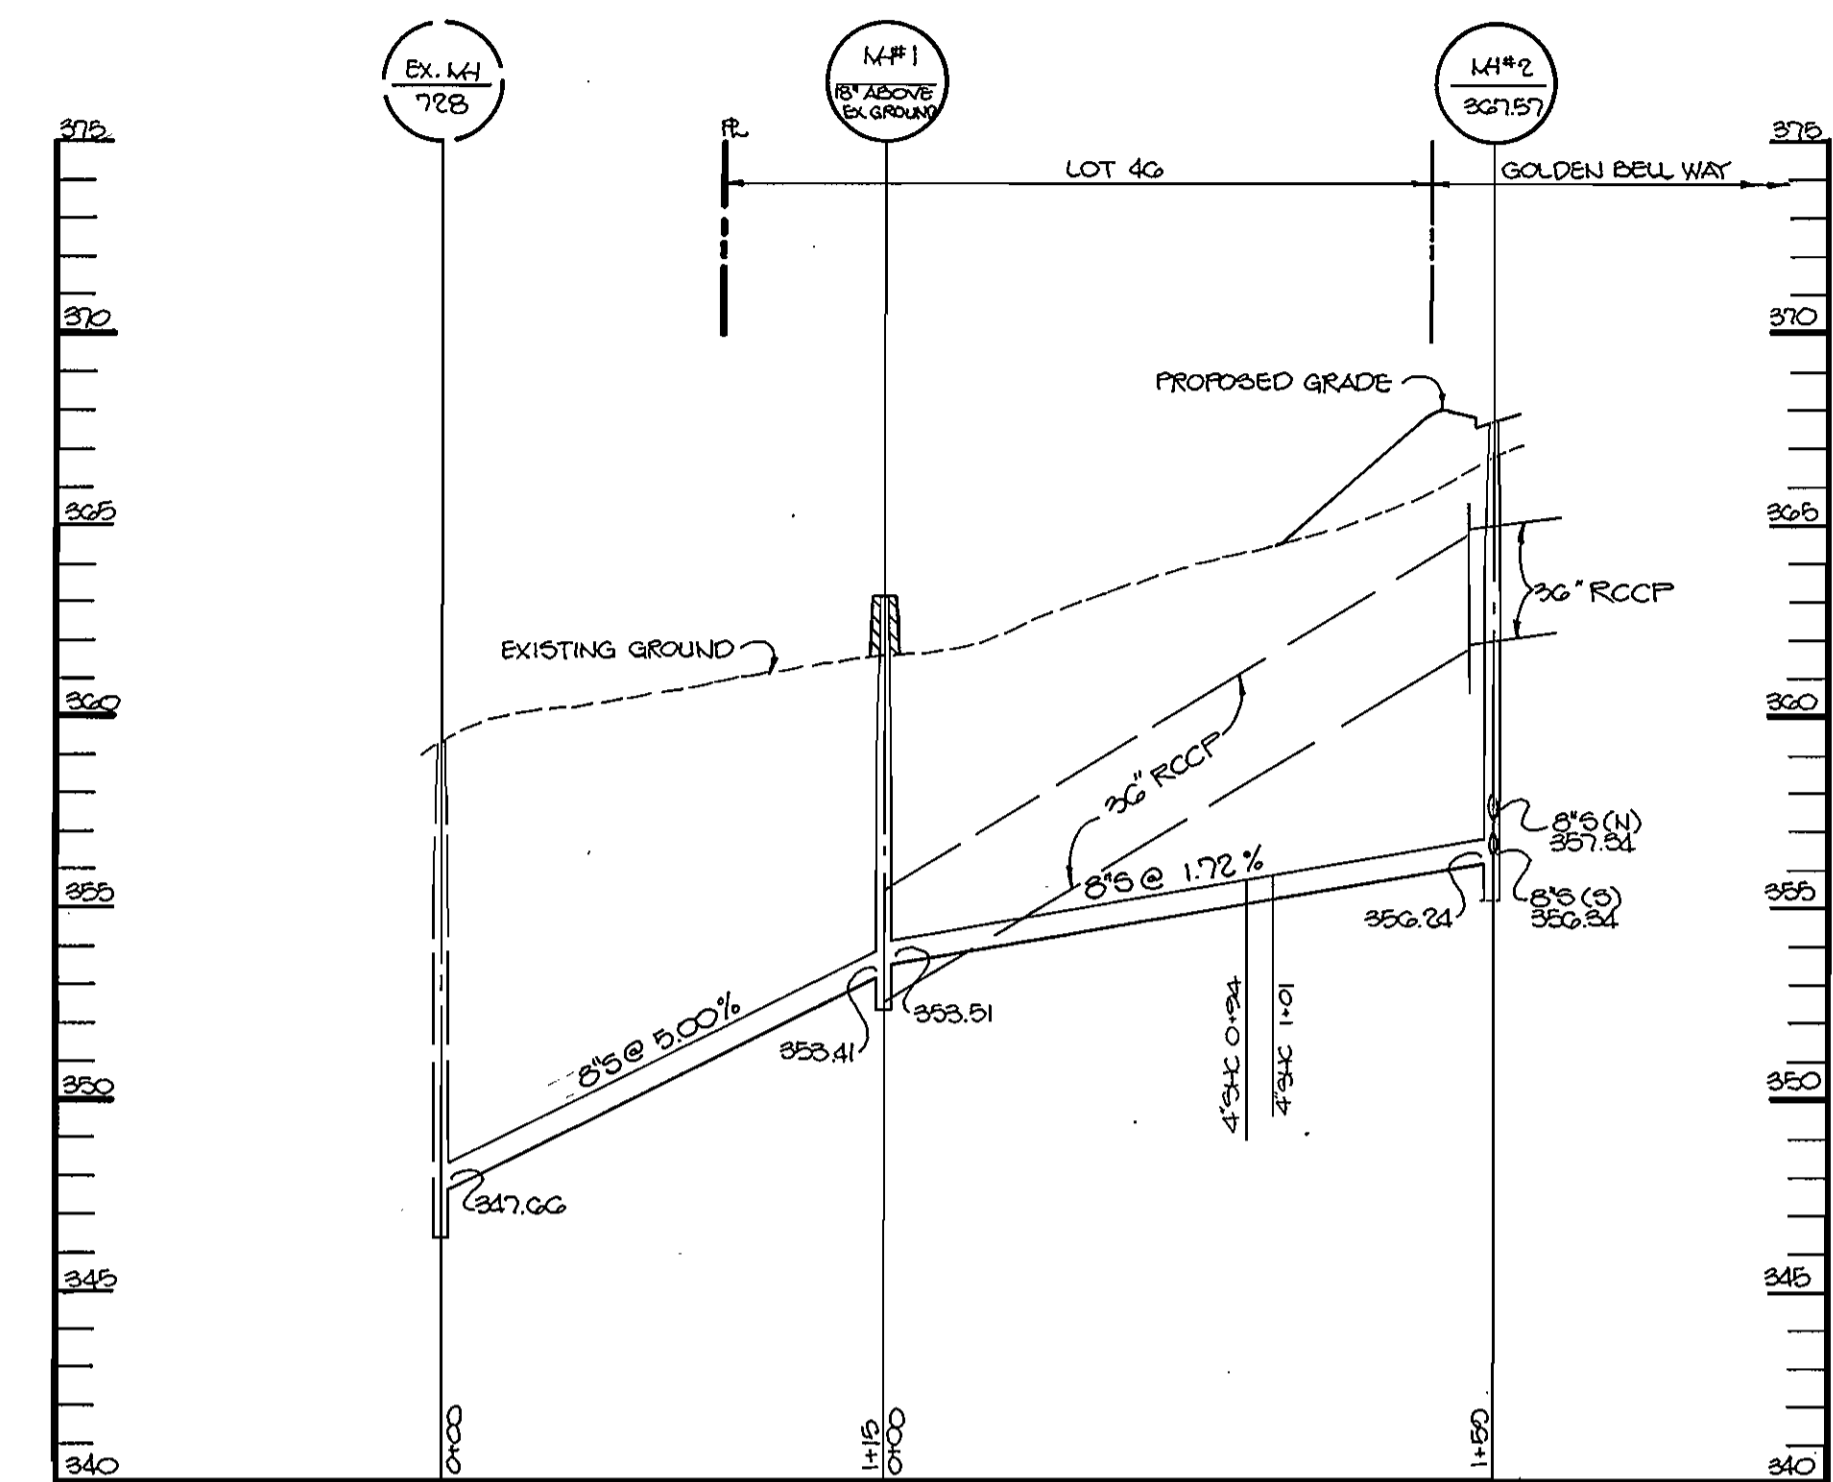 EX. MH
728
MH#1
18" ABOVE
EX GROUND
MH#2
367.57
375
375
PL
LOT 46
GOLDEN BELL WAY
370
370
PROPOSED GRADE
365
365
36" RCCP
EXISTING GROUND
360
360
36" RCCP
8"S (N)
357.34
8"S @ 1.72%
355
355
356.24
8"S (S)
356.34
8"S @ 5.00%
353.41
353.51
4"SHC 0+94
4"SHC 1+01
350
350
347.66
345
345
0+00
1+15
0+00
1+59
340
340